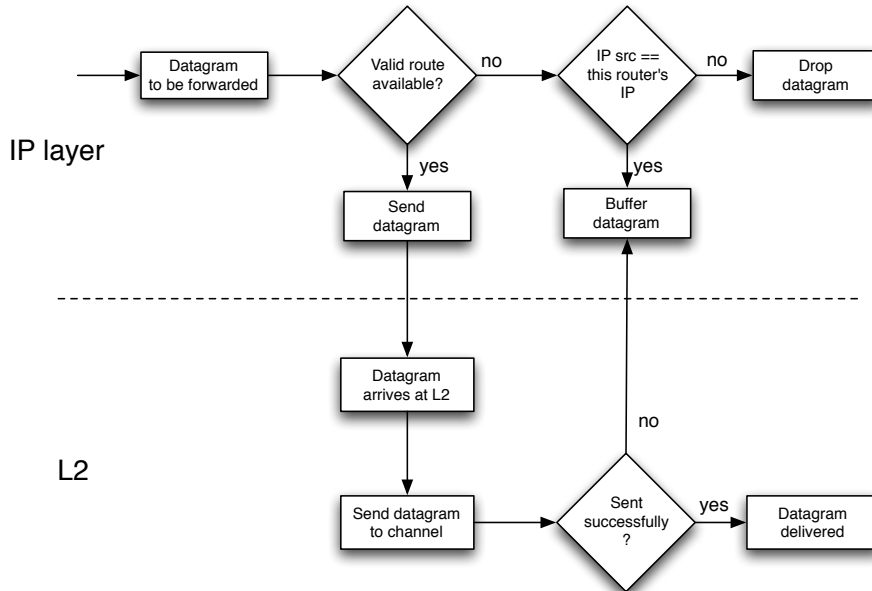 Datagram
to be forwarded
Valid route
available?
no
IP src ==
this router's
IP
no
Drop
datagram
IP layer
yes
yes
Send
datagram
Buffer
datagram
Datagram
arrives at L2
no
L2
Send datagram
to channel
Sent
successfully
?
yes
Datagram
delivered